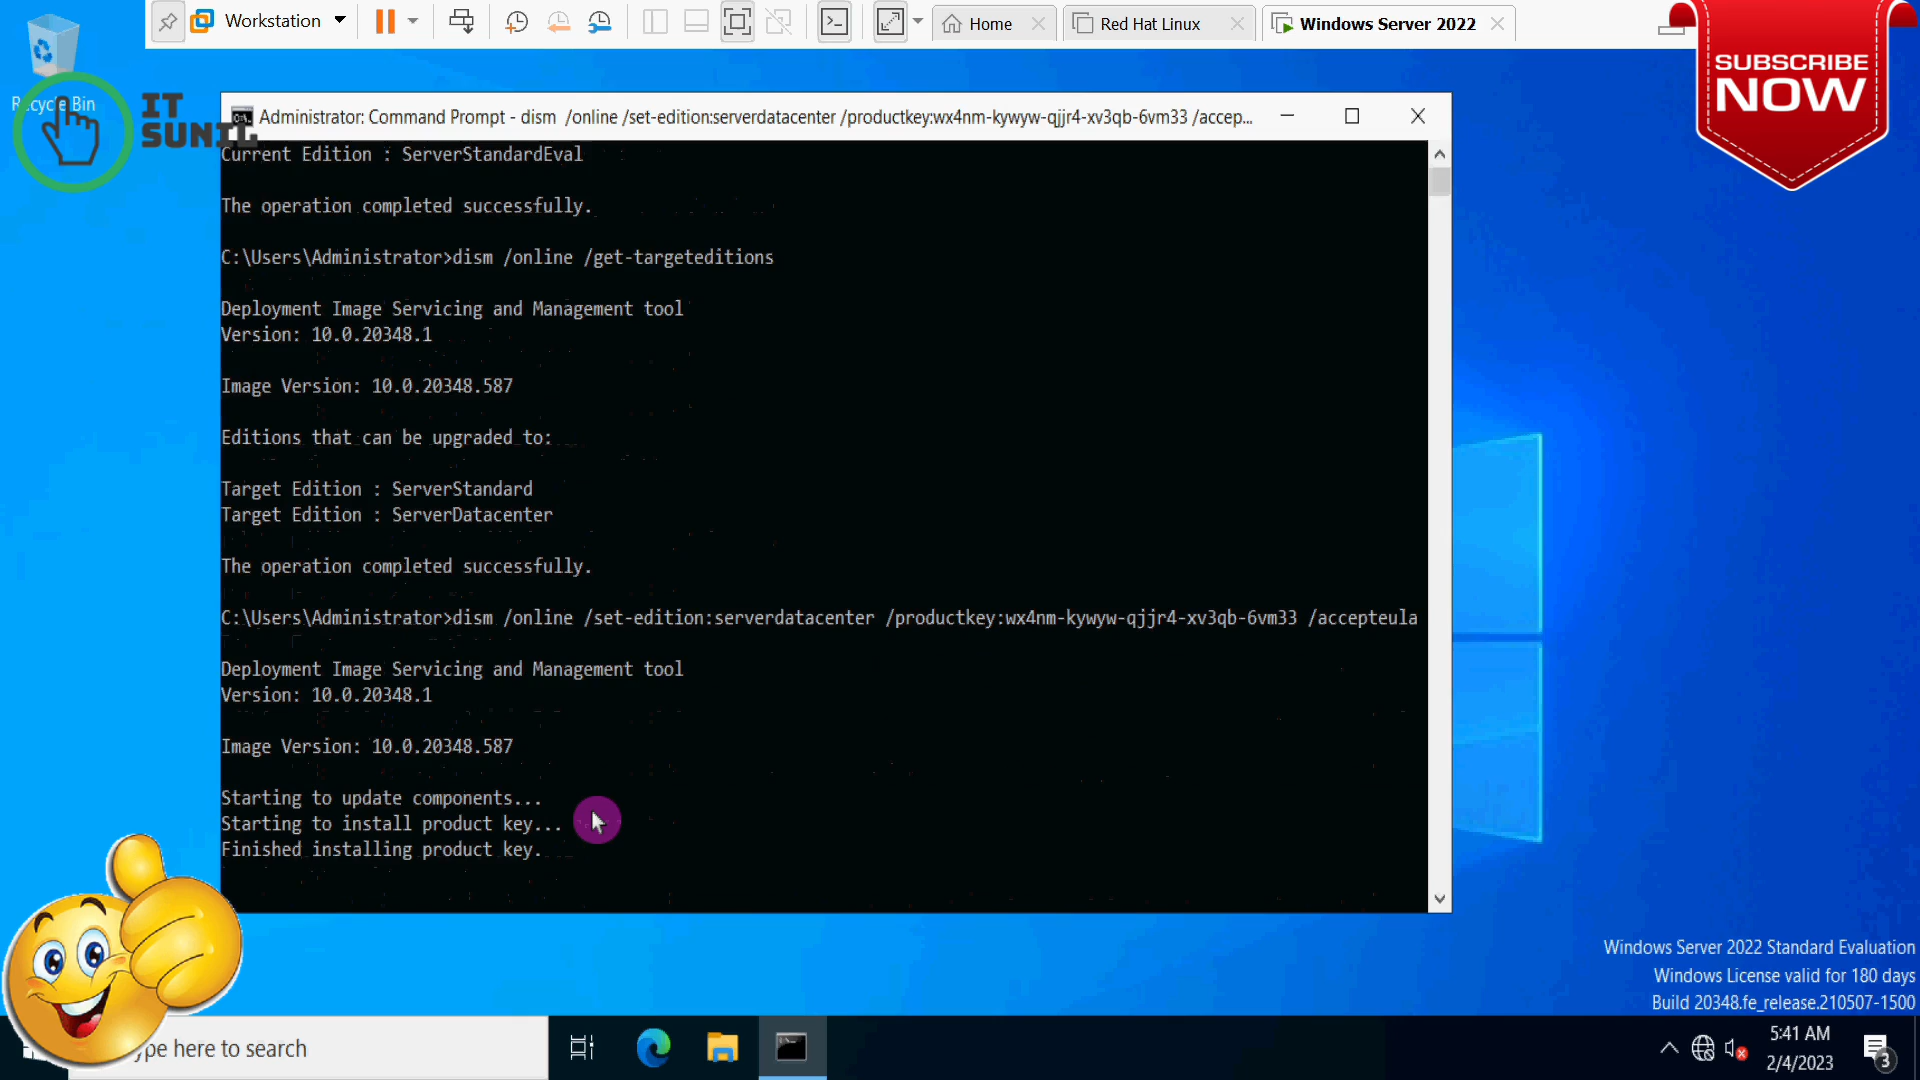 Workstation
Home
Red Hat Linux
Windows Server 2022
SUBSCRIBE
NOW
Recycle Bin
IT
SUNIL
Administrator: Command Prompt - dism /online /set-edition:serverdatacenter /productkey:wx4nm-kywyw-qjjr4-xv3qb-6vm33 /accep...
Current Edition : ServerStandardEval
The operation completed successfully.
C:\Users\Administrator>dism /online /get-targeteditions
Deployment Image Servicing and Management tool
Version: 10.0.20348.1
Image Version: 10.0.20348.587
Editions that can be upgraded to:
Target Edition : ServerStandard
Target Edition : ServerDatacenter
The operation completed successfully.
C:\Users\Administrator>dism /online /set-edition:serverdatacenter /productkey:wx4nm-kywyw-qjjr4-xv3qb-6vm33 /accepteula
Deployment Image Servicing and Management tool
Version: 10.0.20348.1
Image Version: 10.0.20348.587
Starting to update components...
Starting to install product key...
Finished installing product key.
Windows Server 2022 Standard Evaluation
Windows License valid for 180 days
Build 20348.fe_release.210507-1500
ype here to search
5:41 AM
2/4/2023
3